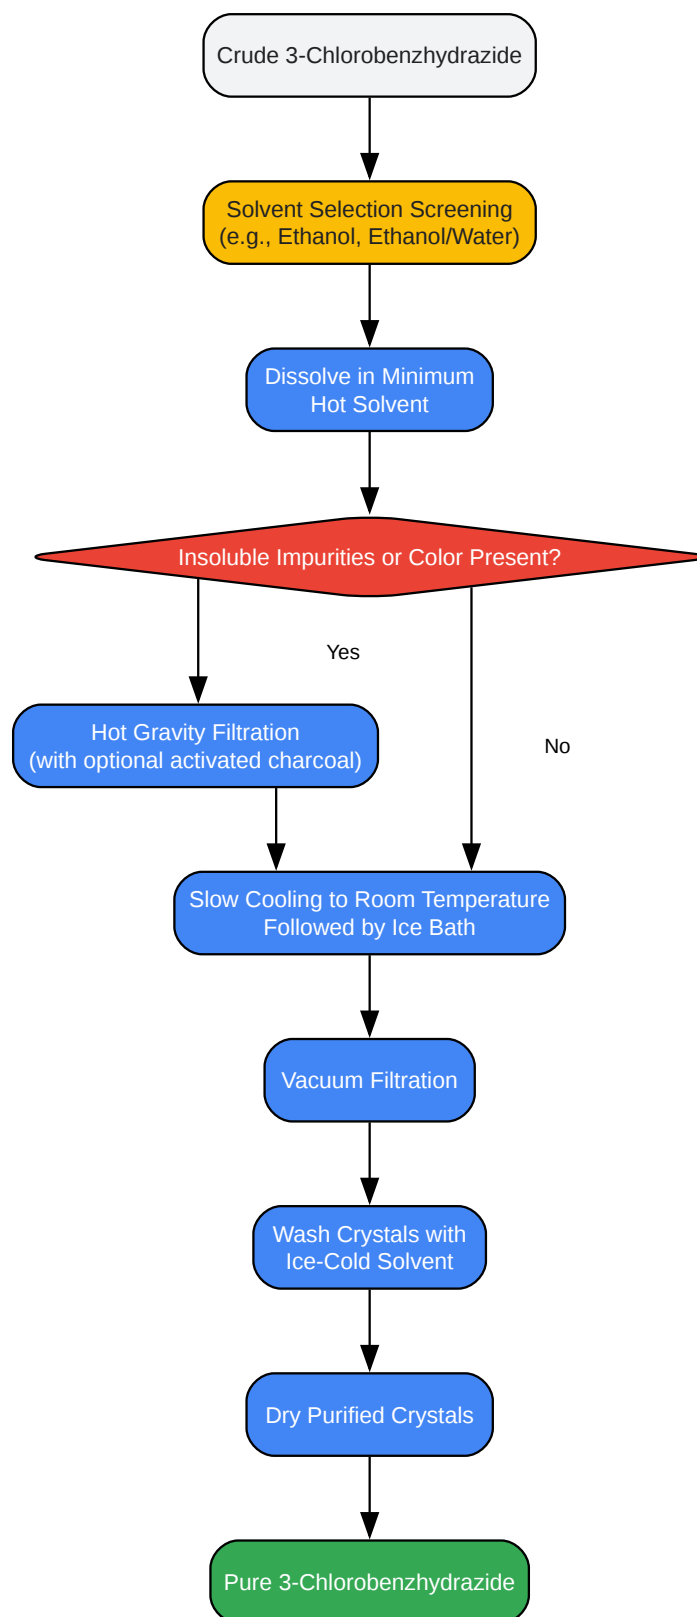 Crude 3-Chlorobenzhydrazide
Solvent Selection Screening
(e.g., Ethanol, Ethanol/Water)
Dissolve in Minimum
Hot Solvent
Insoluble Impurities or Color Present?
Yes
Hot Gravity Filtration
(with optional activated charcoal)
No
Slow Cooling to Room Temperature
Followed by Ice Bath
Vacuum Filtration
Wash Crystals with
Ice-Cold Solvent
Dry Purified Crystals
Pure 3-Chlorobenzhydrazide